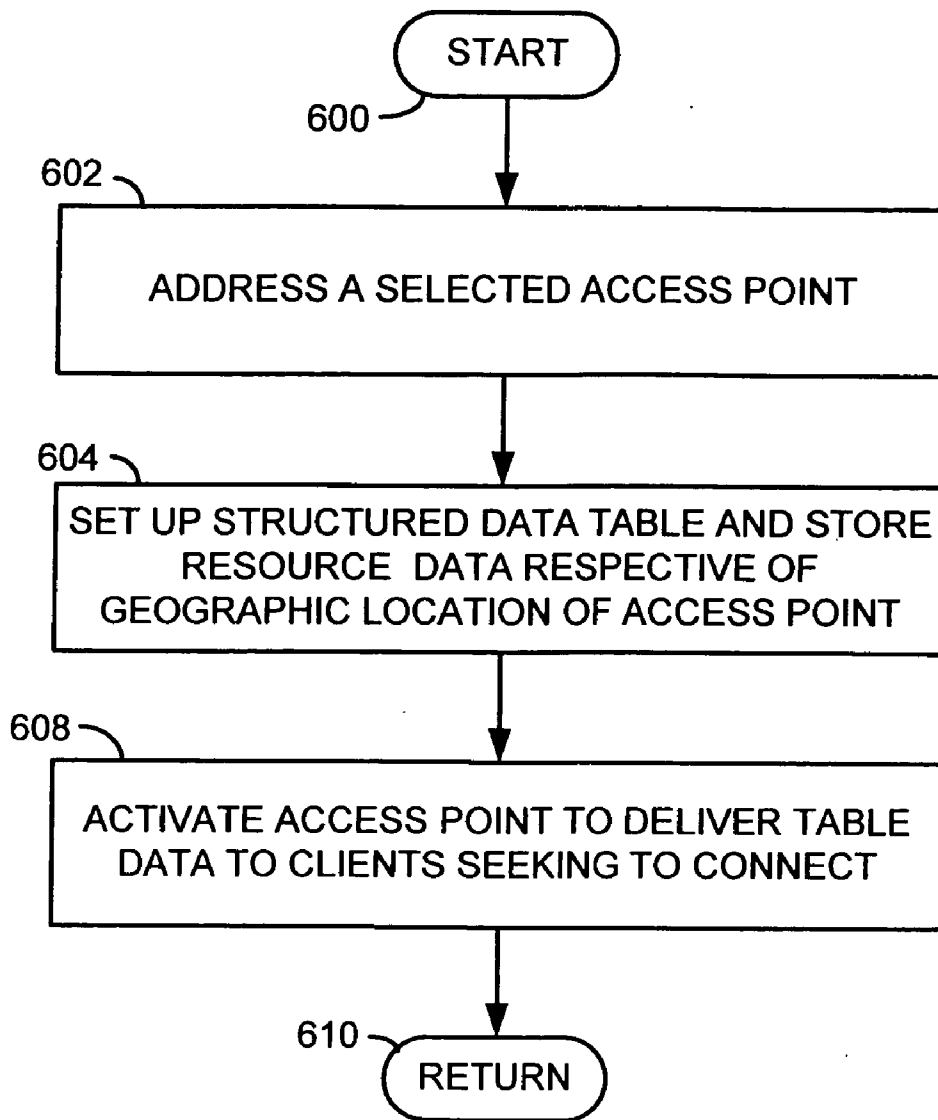 START
600
602
ADDRESS A SELECTED ACCESS POINT
604
SET UP STRUCTURED DATA TABLE AND STORE
RESOURCE DATA RESPECTIVE OF
GEOGRAPHIC LOCATION OF ACCESS POINT
608
ACTIVATE ACCESS POINT TO DELIVER TABLE
DATA TO CLIENTS SEEKING TO CONNECT
610
RETURN